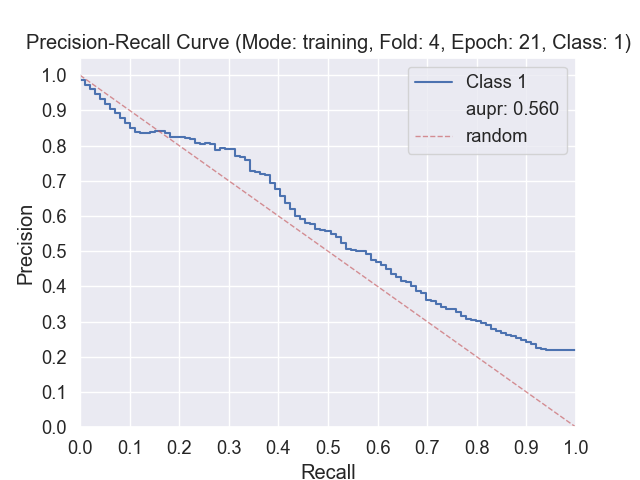 Precision-Recall Curve (Mode: training, Fold: 4, Epoch: 21, Class: 1)
Class 1
aupr: 0.560
random
Precision
1.0
0.9
0.8
0.7
0.6
0.5
0.4
0.3
0.2
0.1
0.0
0.0 0.1 0.2 0.3 0.4 0.5 0.6 0.7 0.8 0.9 1.0
Recall